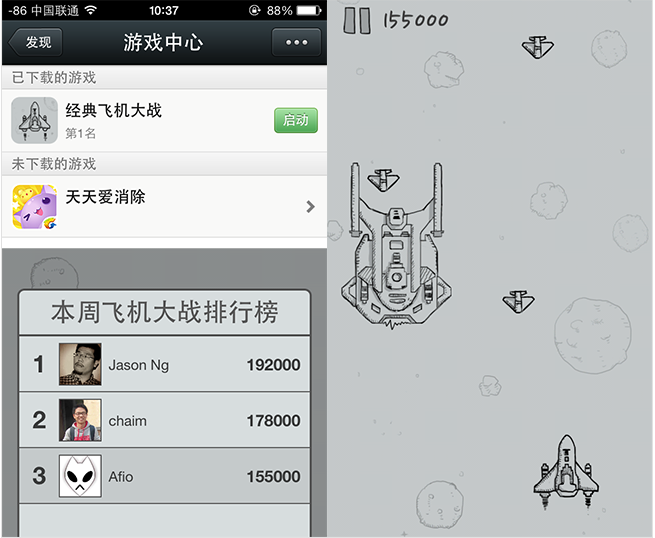 -86 中国联通 10:37 88%
发现 游戏中心
已下载的游戏
经典飞机大战
第1名
启动
未下载的游戏
天天爱消除
本周飞机大战排行榜
1 Jason Ng 192000
2 chaim 178000
3 Afio 155000
155000